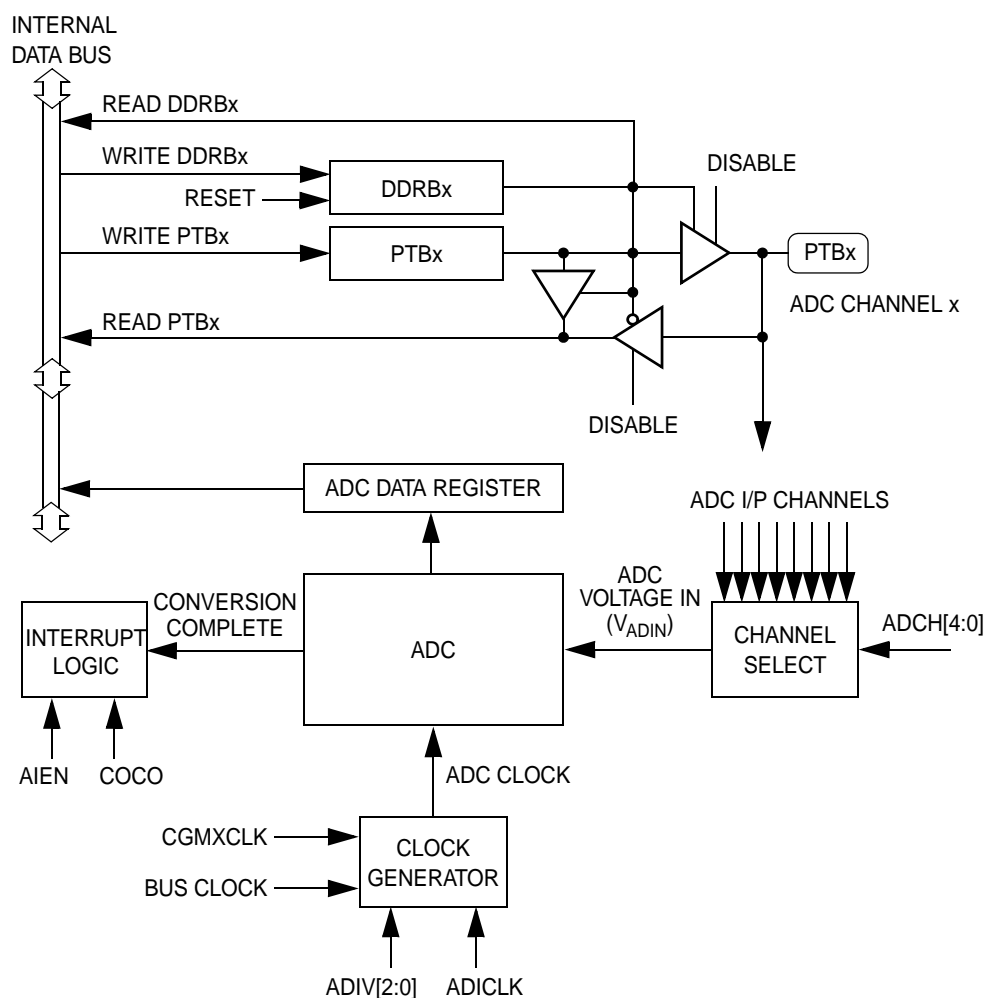 INTERNAL
DATA BUS
READ DDRBx
WRITE DDRBx
DISABLE
DDRBx
RESET
WRITE PTBx
PTBx
PTBx
ADC CHANNEL x
READ PTBx
DISABLE
ADC DATA REGISTER
ADC I/P CHANNELS
ADC
VOLTAGE IN
(VADIN)
CONVERSION
COMPLETE
INTERRUPT
LOGIC
ADC
CHANNEL
SELECT
ADCH[4:0]
AIEN
COCO
ADC CLOCK
CGMXCLK
CLOCK
GENERATOR
BUS CLOCK
ADIV[2:0]
ADICLK